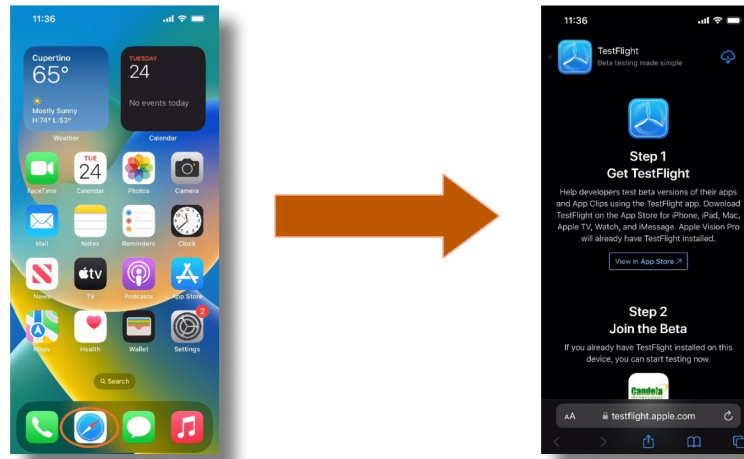 11:36
Cupertino
65°
Mostly Sunny
H:74° L:53°
Weather
TUESDAY
24
No events today
Calendar
FaceTime
TUE
24
Calendar
Photos
Camera
Mail
Notes
Reminders
Clock
News
tv
TV
Podcasts
App Store
Maps
Health
Wallet
2
Settings
Search
11:36
TestFlight
Beta testing made simple
Step 1
Get TestFlight
Help developers test beta versions of their apps
and App Clips using the TestFlight app. Download
TestFlight on the App Store for iPhone, iPad, Mac,
Apple TV, Watch, and iMessage. Apple Vision Pro
will already have TestFlight installed.
View in App Store ↗
Step 2
Join the Beta
If you already have TestFlight installed on this
device, you can start testing now.
Candela
AA
testflight.apple.com